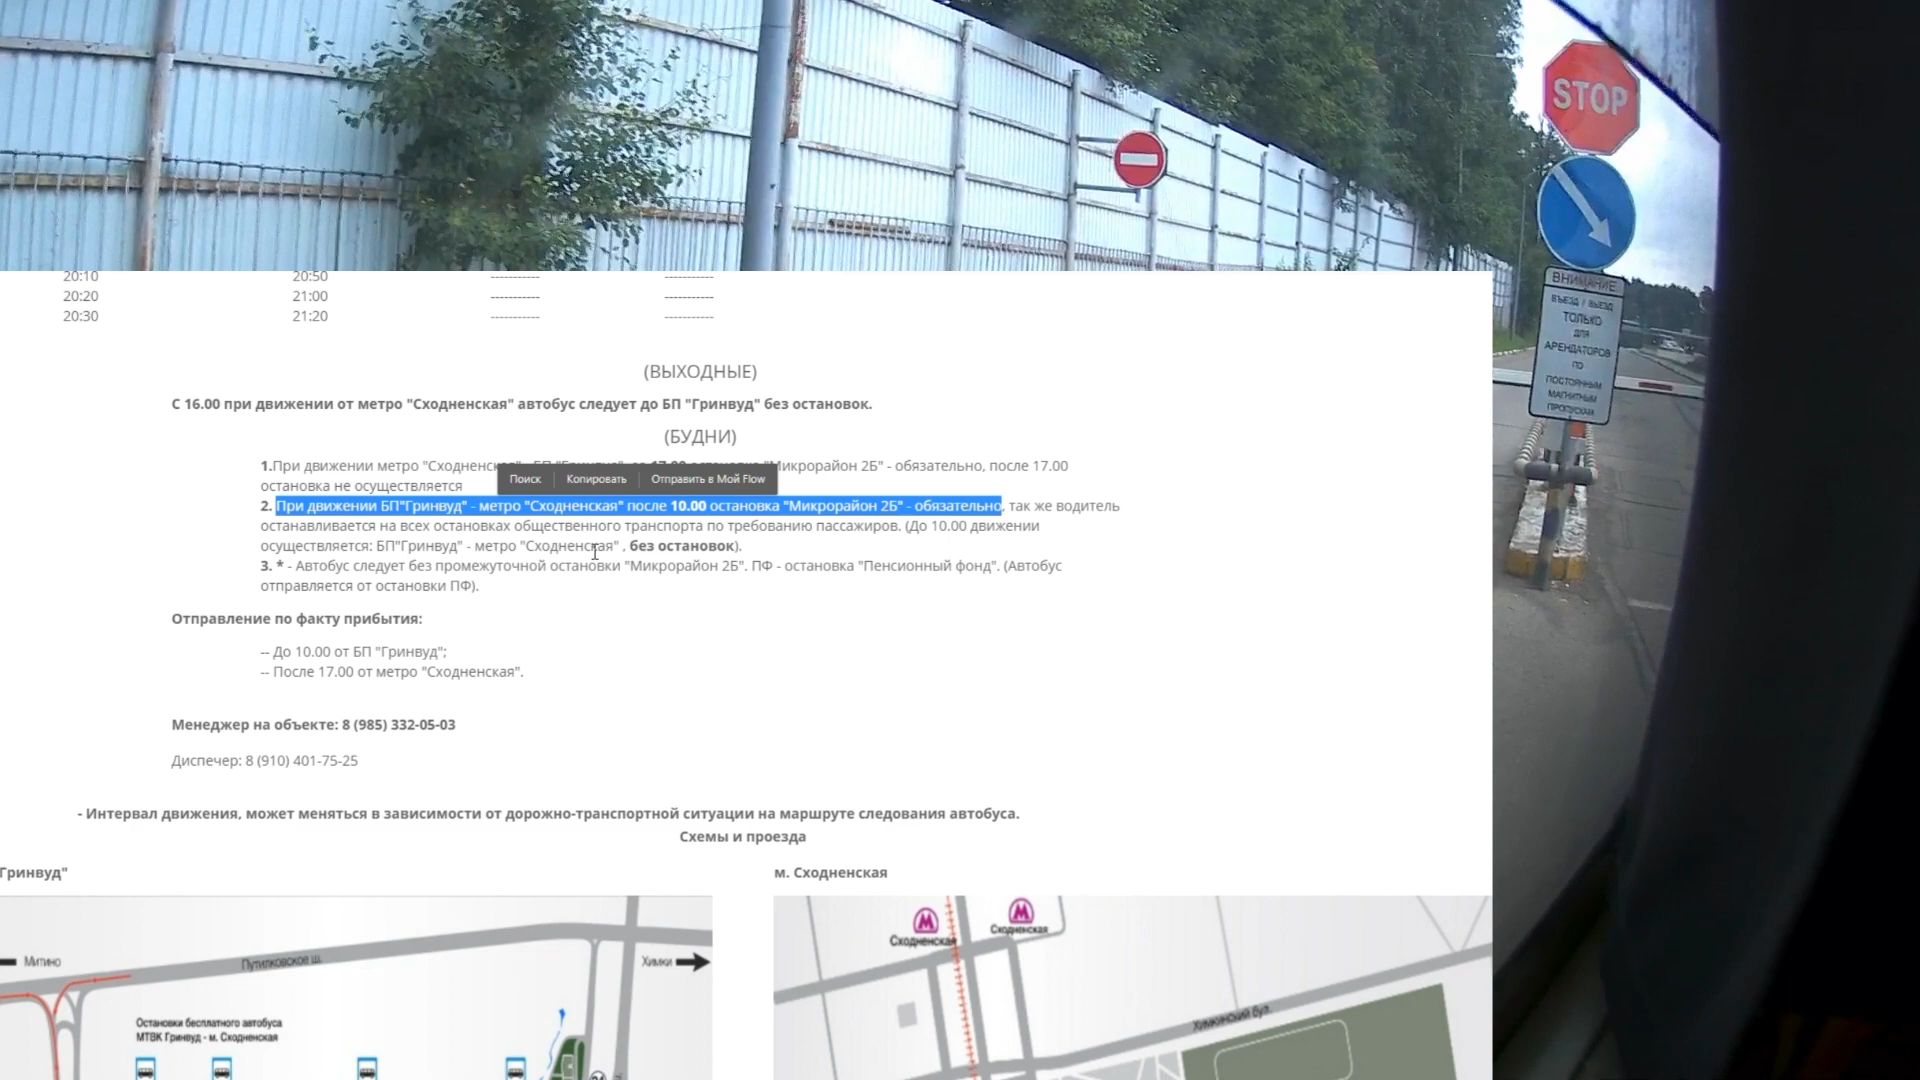 STOP
ВНИМАНИЕ
ВЪЕЗД / ВЫЕЗД
ТОЛЬКО
ДЛЯ
АРЕНДАТОРОВ
ПО
ПОСТОЯННЫМ
МАГНИТНЫМ
ПРОПУСКАМ
20:10 20:50 ----------- -----------
20:20 21:00 ----------- -----------
20:30 21:20 ----------- -----------
(ВЫХОДНЫЕ)
С 16.00 при движении от метро "Сходненская" автобус следует до БП "Гринвуд" без остановок.
(БУДНИ)
1.При движении метро "Сходненская" - БП "Гринвуд" до 17.00 остановка "Микрорайон 2Б" - обязательно, после 17.00
остановка не осуществляется
Поиск Копировать Отправить в Мой Flow
2. При движении БП"Гринвуд" - метро "Сходненская" после 10.00 остановка "Микрорайон 2Б" - обязательно, так же водитель
останавливается на всех остановках общественного транспорта по требованию пассажиров. (До 10.00 движении
осуществляется: БП"Гринвуд" - метро "Сходненская" , без остановок).
3. * - Автобус следует без промежуточной остановки "Микрорайон 2Б". ПФ - остановка "Пенсионный фонд". (Автобус
отправляется от остановки ПФ).
Отправление по факту прибытия:
-- До 10.00 от БП "Гринвуд";
-- После 17.00 от метро "Сходненская".
Менеджер на объекте: 8 (985) 332-05-03
Диспечер: 8 (910) 401-75-25
- Интервал движения, может меняться в зависимости от дорожно-транспортной ситуации на маршруте следования автобуса.
Схемы и проезда
Гринвуд"
м. Сходненская
Митино
Путилковское ш.
Химки
Остановки бесплатного автобуса
МТВК Гринвуд - м. Сходненская
Сходненская
Сходненская
Химкинский бул.